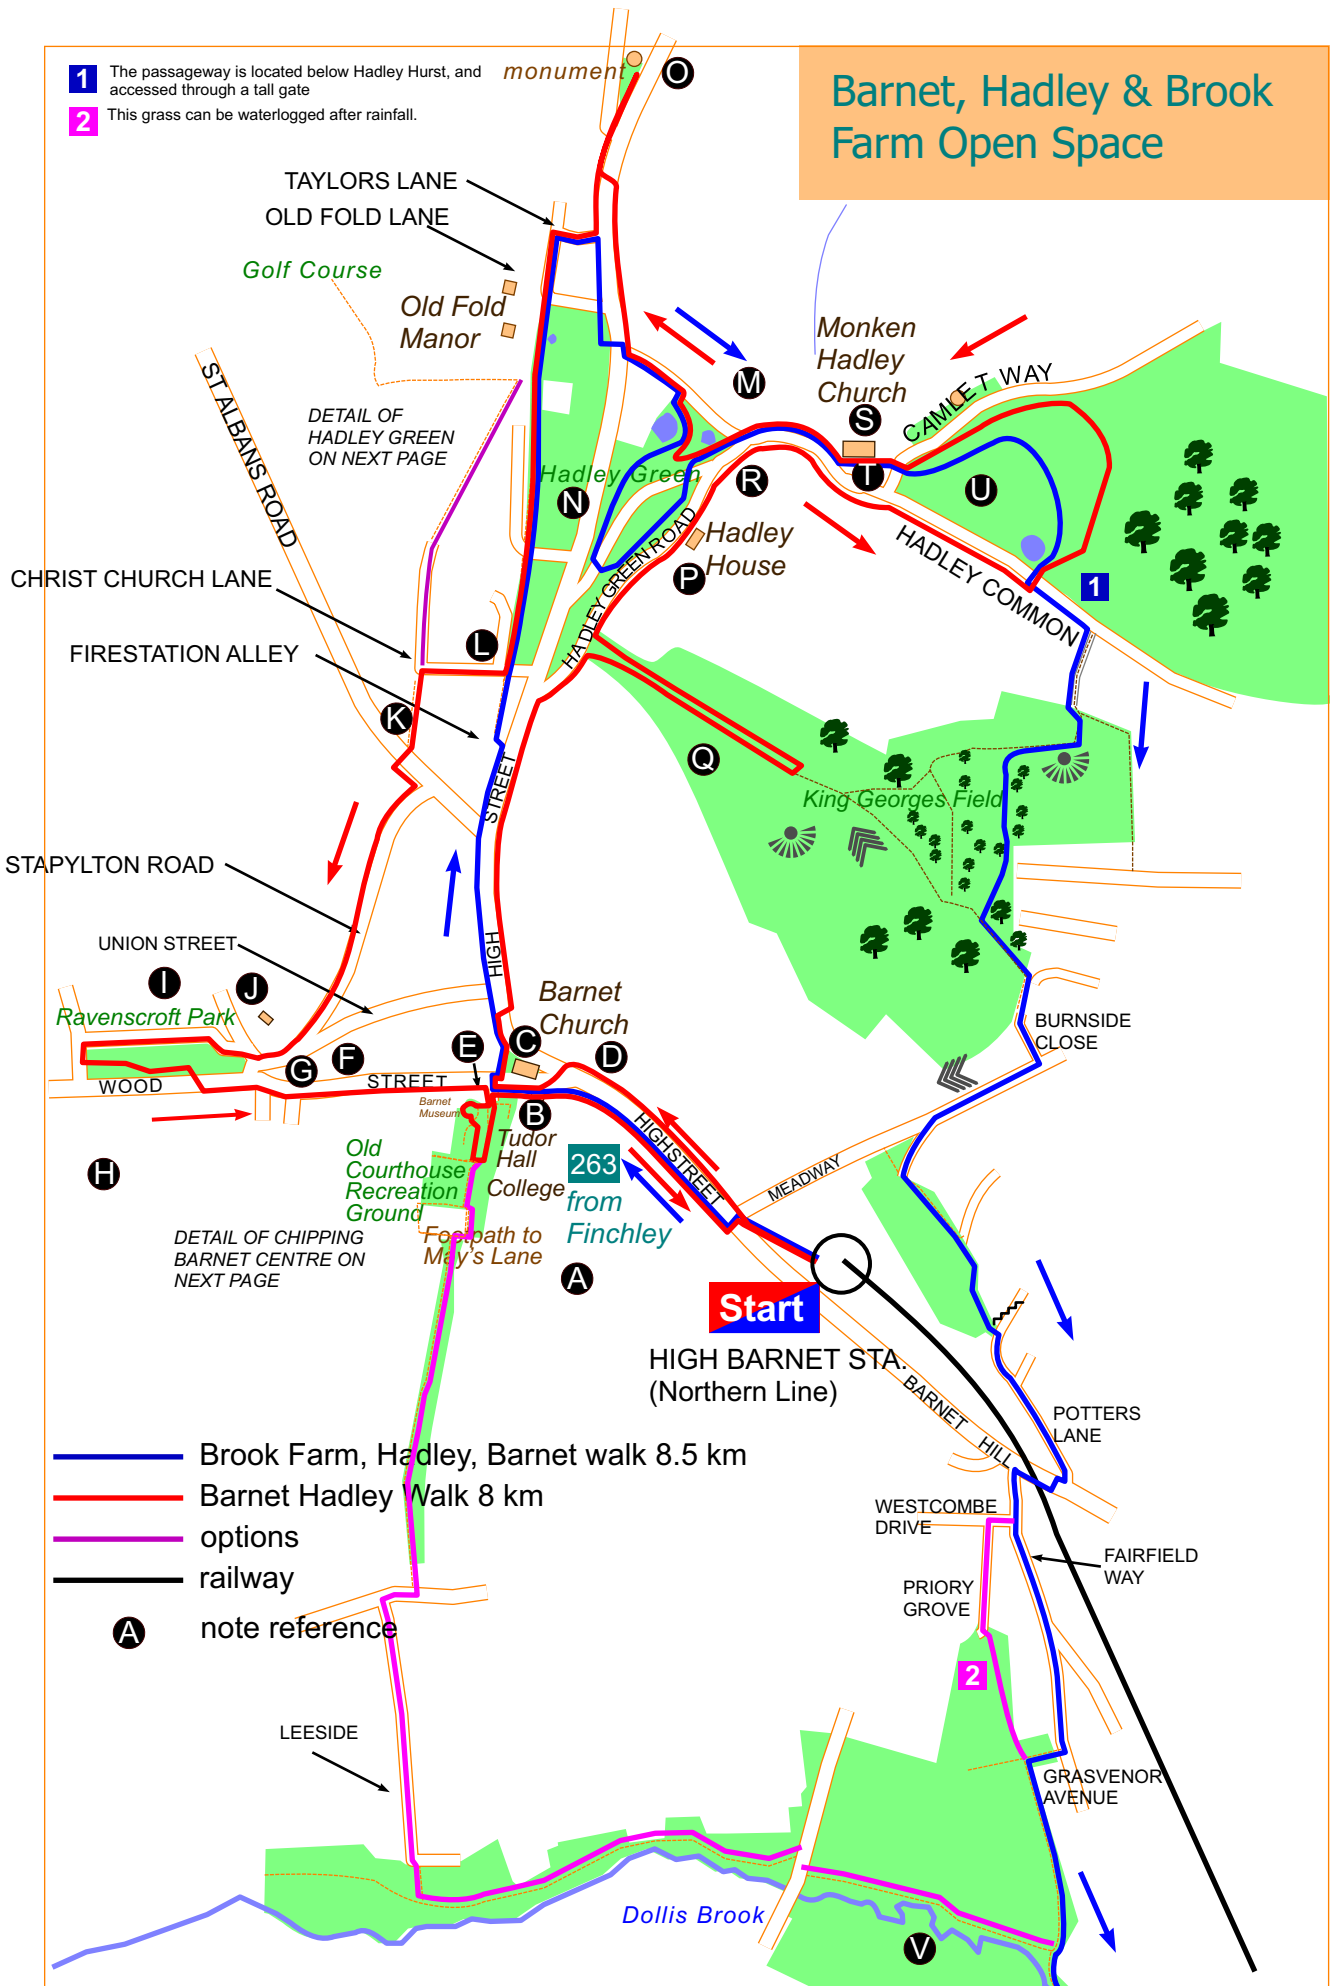 1 The passageway is located below Hadley Hurst, and
accessed through a tall gate
2 This grass can be waterlogged after rainfall.
monument
O
Barnet, Hadley & Brook
Farm Open Space
TAYLORS LANE
OLD FOLD LANE
Golf Course
Old Fold
Manor
Monken
Hadley
Church
M
S
CAMLET WAY
ST ALBANS ROAD
DETAIL OF
HADLEY GREEN
ON NEXT PAGE
Hadley Green
N
R
T
U
Hadley
House
P
HADLEY GREEN ROAD
HADLEY COMMON
1
CHRIST CHURCH LANE
FIRESTATION ALLEY
L
K
Q
King Georges Field
STREET
HIGH
STAPYLTON ROAD
UNION STREET
I
J
Ravenscroft Park
Barnet
Church
C
D
E
F
G
WOOD
STREET
BURNSIDE
CLOSE
Barnet
Museum
B
HIGH STREET
MEADWAY
H
Old
Courthouse
Recreation
Ground
Tudor
Hall
College
263
from
Finchley
DETAIL OF CHIPPING
BARNET CENTRE ON
NEXT PAGE
Footpath to
May's Lane
A
Start
HIGH BARNET STA.
(Northern Line)
BARNET
HILL
POTTERS
LANE
Brook Farm, Hadley, Barnet walk 8.5 km
Barnet Hadley Walk 8 km
options
railway
A note reference
WESTCOMBE
DRIVE
FAIRFIELD
WAY
PRIORY
GROVE
2
LEESIDE
GRASVENOR
AVENUE
Dollis Brook
V